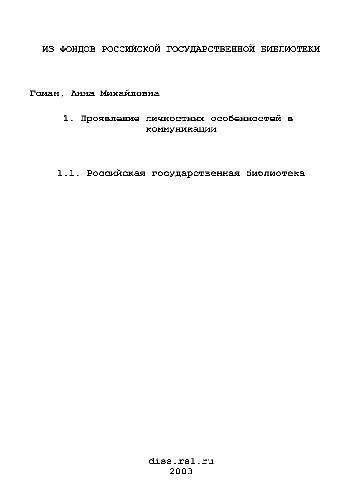 ИЗ ФОНДОВ РОССИЙСКОЙ ГОСУДАРСТВЕННОЙ БИБЛИОТЕКИ
Гоман, Анна Михайловна
1. Проявление личностных особенностей в
коммуникации
1.1. Российская государственная библиотека
diss.rsl.ru
2003